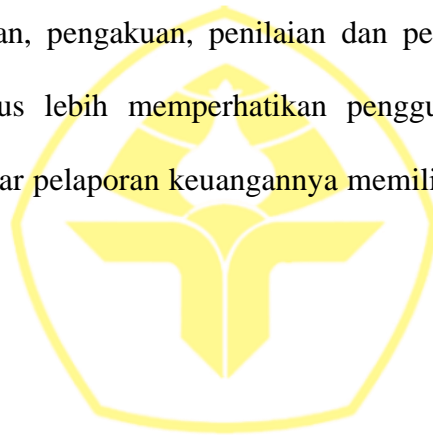 an, pengakuan, penilaian dan pe
us lebih memperhatikan penggu
ar pelaporan keuangannya memili